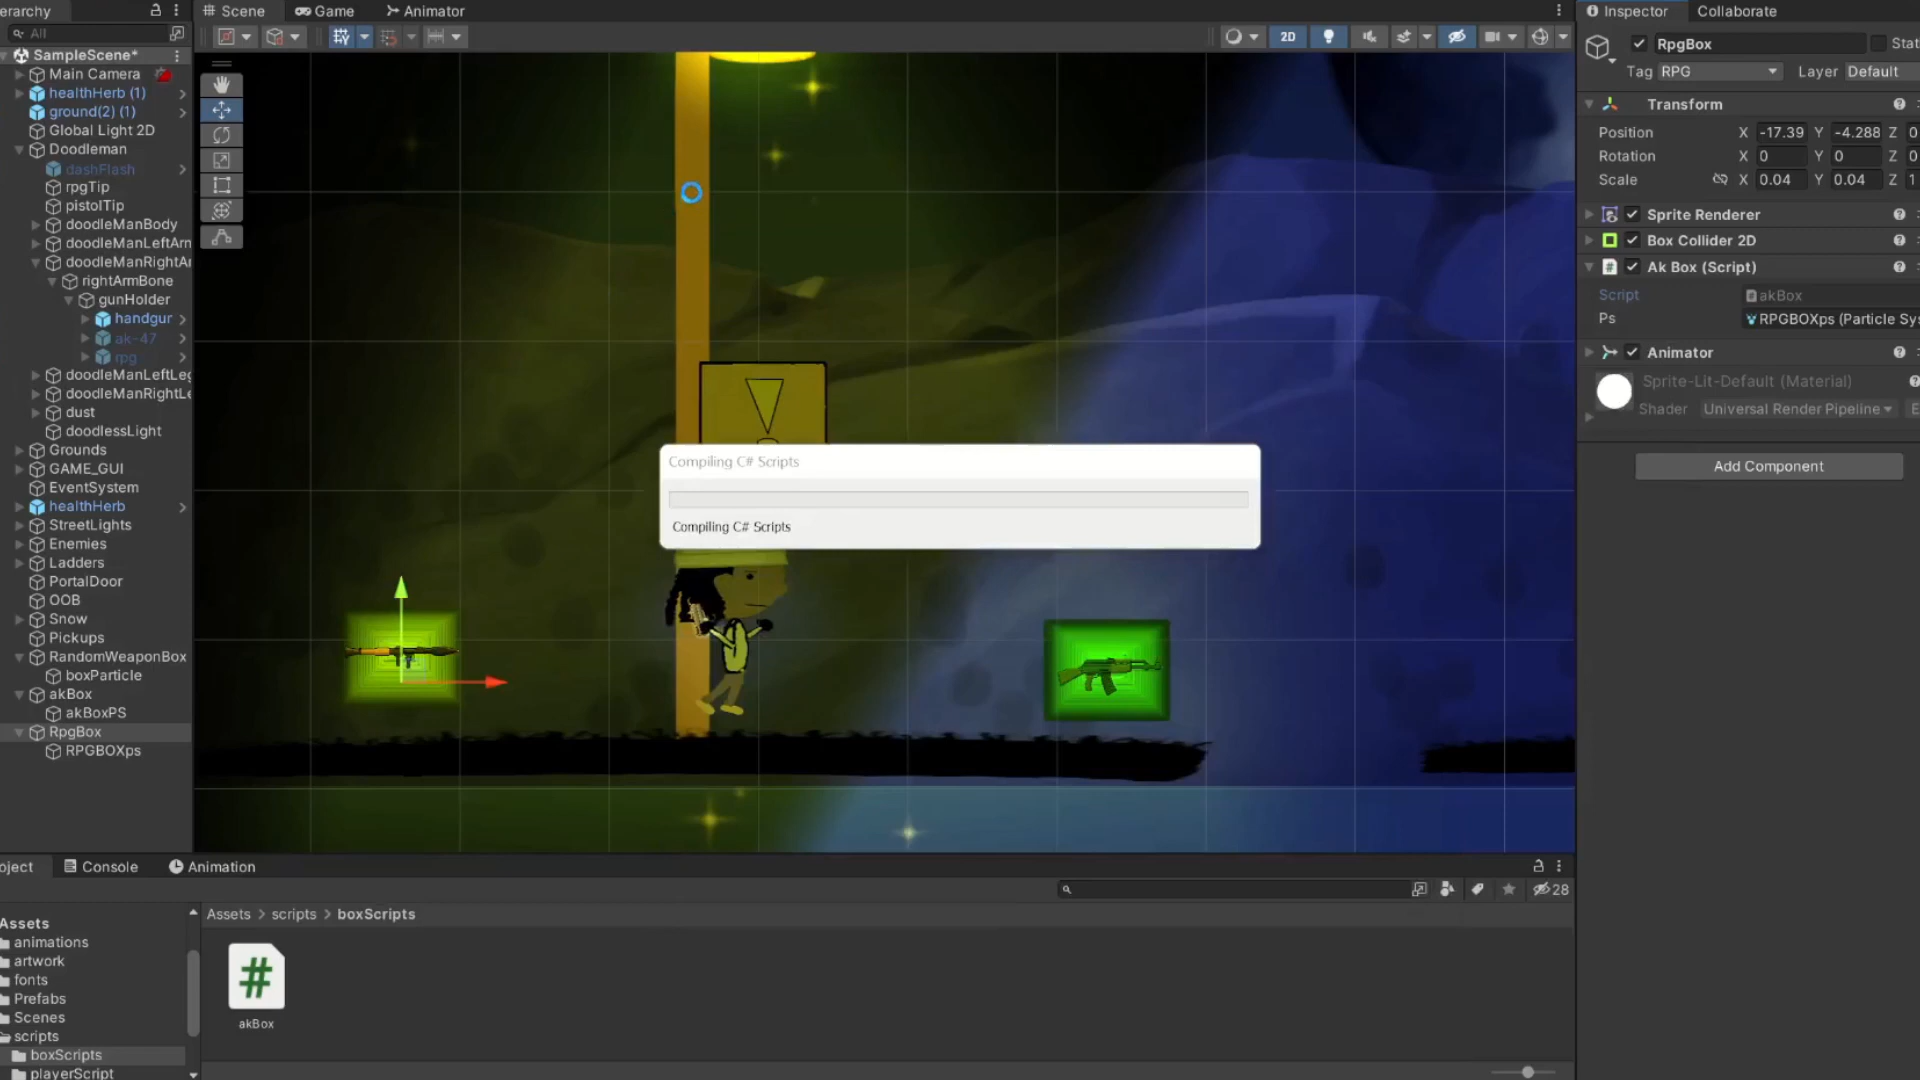 erarchy
All
SampleScene*
Main Camera
healthHerb (1)
ground(2) (1)
Global Light 2D
Doodleman
dashFlash
rpgTip
pistolTip
doodleManBody
doodleManLeftArn
doodleManRightAr
rightArmBone
gunHolder
handgur
ak-47
rpg
doodleManLeftLeg
doodleManRightLe
dust
doodlessLight
Grounds
GAME_GUI
EventSystem
healthHerb
StreetLights
Enemies
Ladders
PortalDoor
OOB
Snow
Pickups
RandomWeaponBox
boxParticle
akBox
akBoxPS
RpgBox
RPGBOXps
Scene
Game
Animator
2D
Compiling C# Scripts
Compiling C# Scripts
Inspector
Collaborate
RpgBox
Stat
Tag RPG
Layer Default
Transform
Position X -17.39 Y -4.288 Z 0
Rotation X 0 Y 0 Z 0
Scale X 0.04 Y 0.04 Z 1
Sprite Renderer
Box Collider 2D
# Ak Box (Script)
Script akBox
Ps RPGBOXps (Particle Sys
Animator
Sprite-Lit-Default (Material)
Shader Universal Render Pipeline E
Add Component
oject
Console
Animation
28
Assets
animations
artwork
fonts
Prefabs
Scenes
scripts
boxScripts
playerScript
Assets > scripts > boxScripts
#
akBox